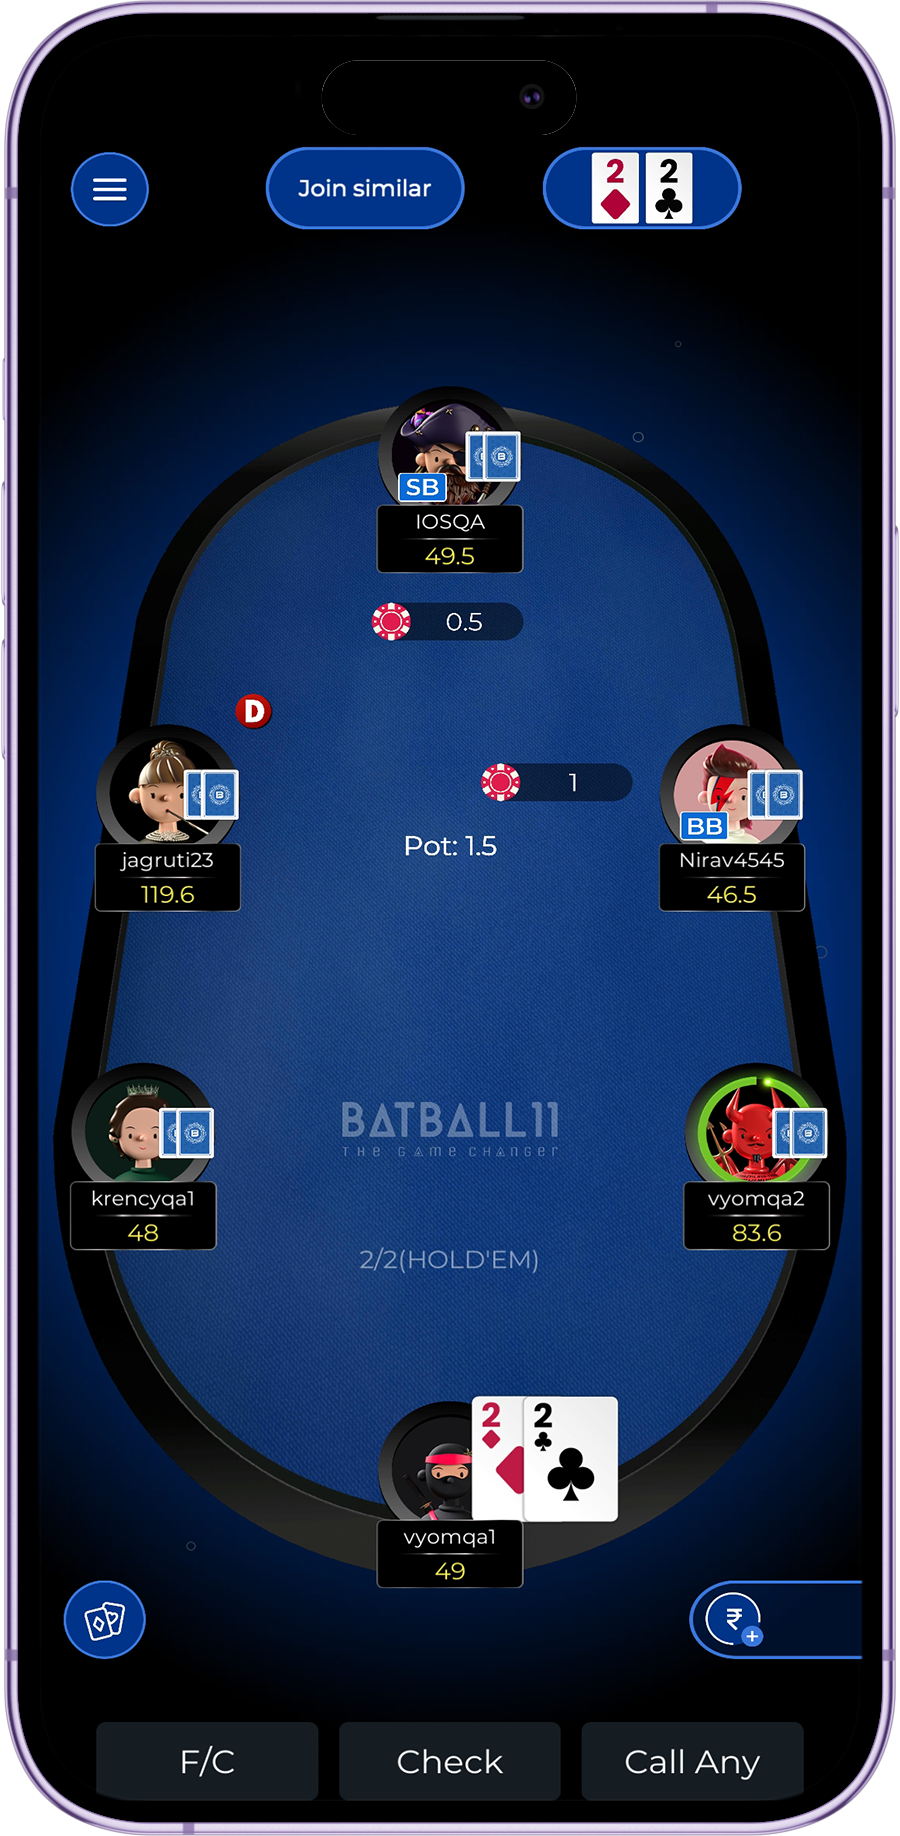 Join similar
2 2
SB
IOSQA
49.5
0.5
D
1
Pot: 1.5
jagruti23
119.6
BB
Nirav4545
46.5
BATBALL11
THE GAME CHANGER
krencyqa1
48
vyomqa2
83.6
2/2(HOLD'EM)
2 2
vyomqa1
49
₹
F/C
Check
Call Any